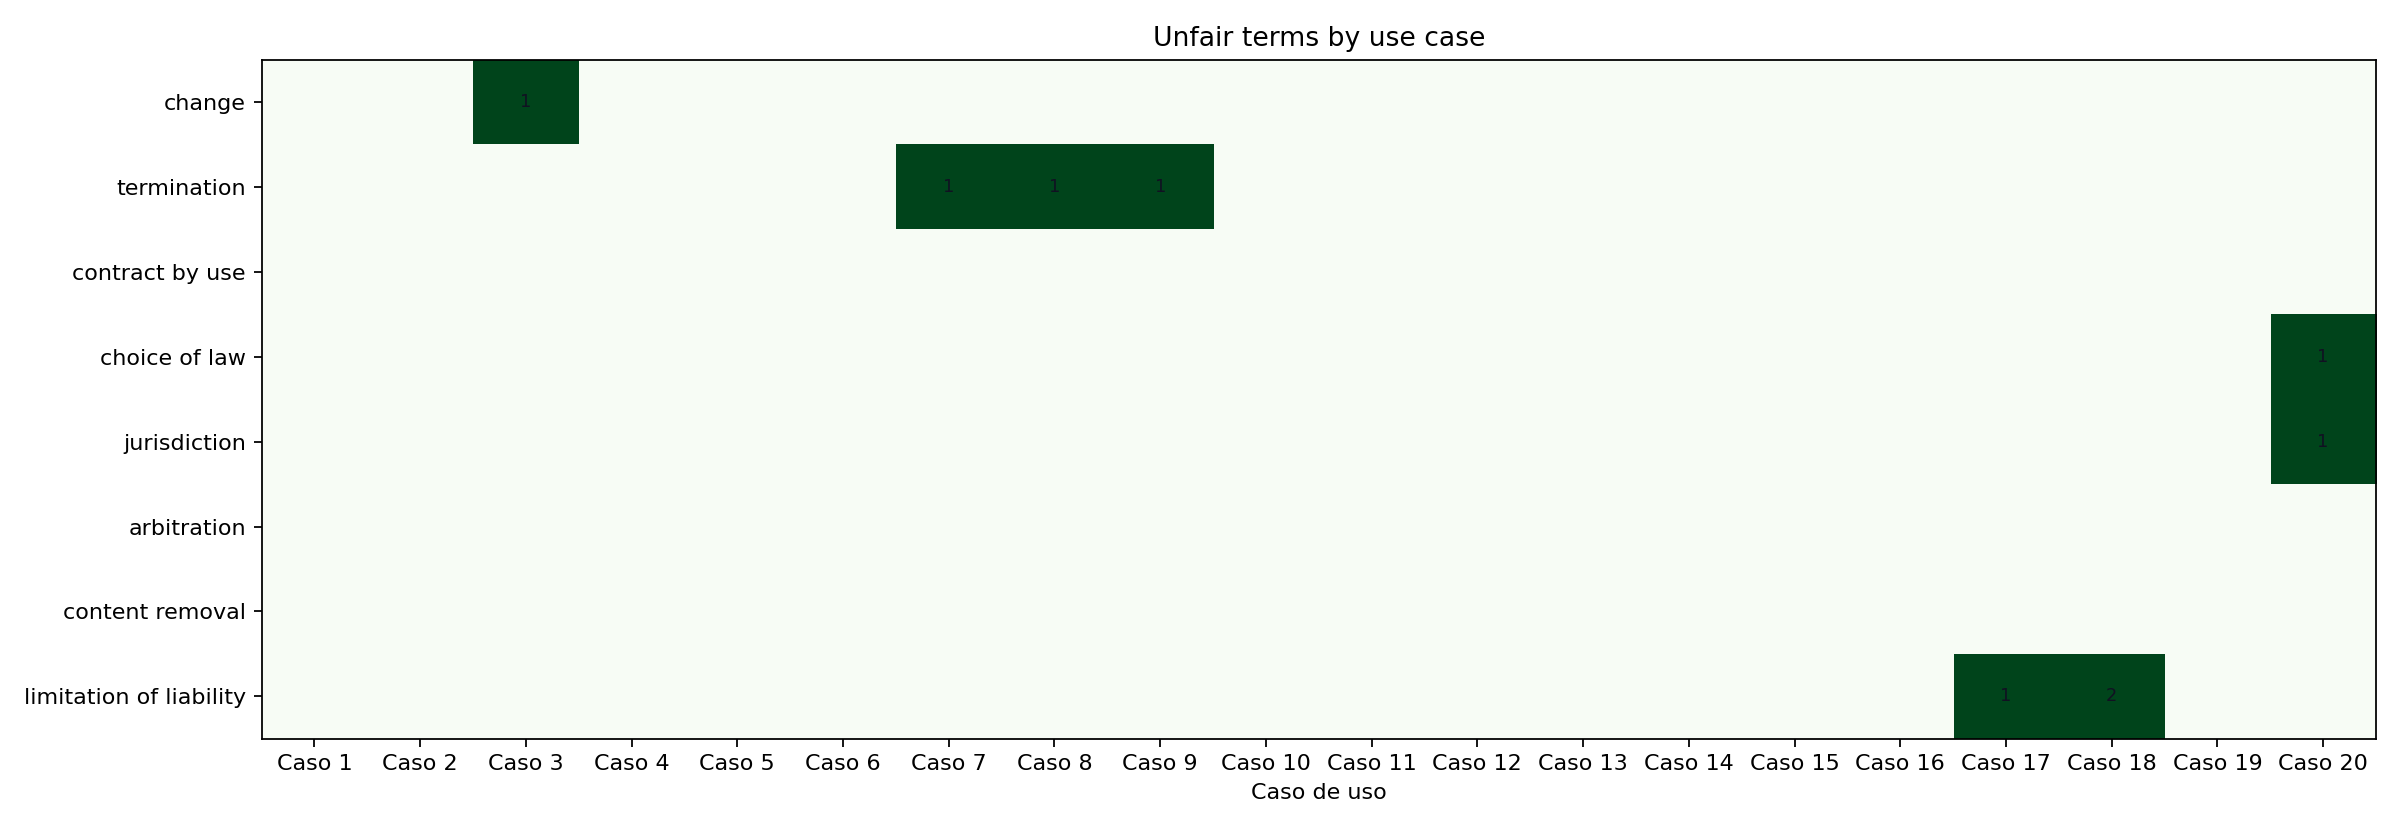 Unfair terms by use case
change 1
termination 1 1 1
contract by use
choice of law 1
jurisdiction 1
arbitration
content removal
limitation of liability 1 2
Caso 1 Caso 2 Caso 3 Caso 4 Caso 5 Caso 6 Caso 7 Caso 8 Caso 9 Caso 10 Caso 11 Caso 12 Caso 13 Caso 14 Caso 15 Caso 16 Caso 17 Caso 18 Caso 19 Caso 20
Caso de uso